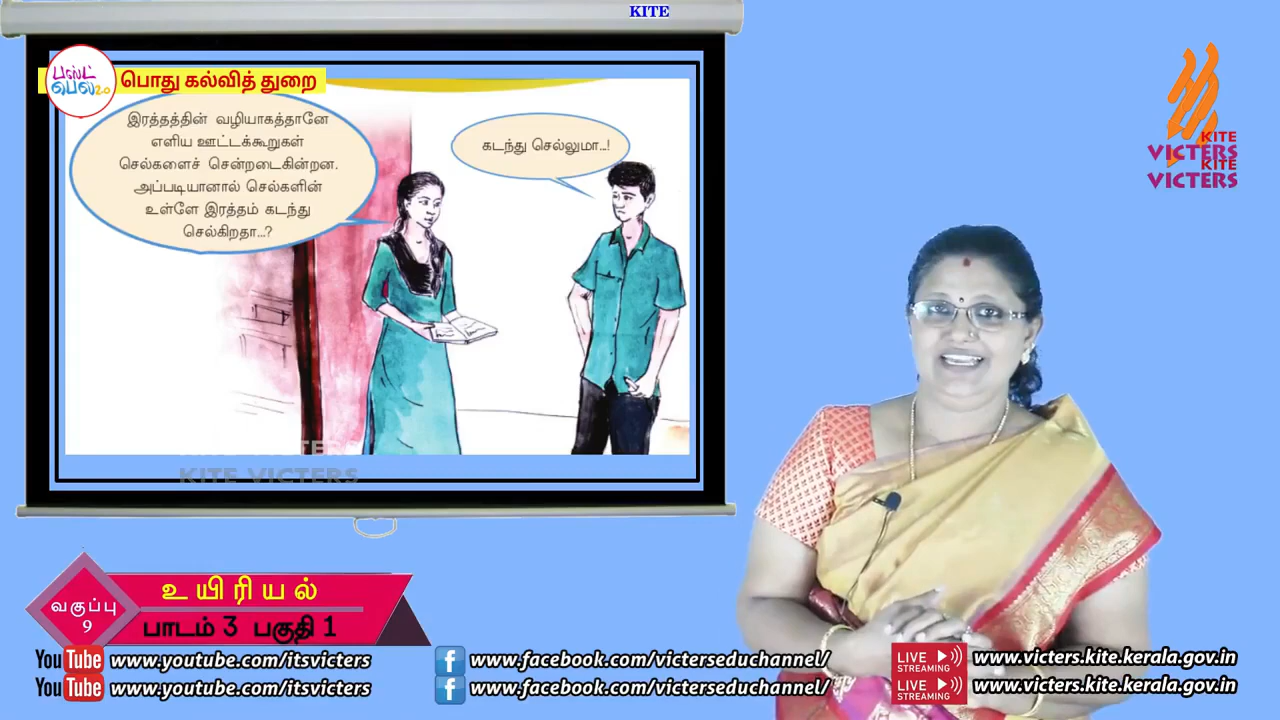 KITE
பஸ்ட்
பெல் 2.0
பொது கல்வித் துறை
இரத்தத்தின் வழியாகத்தானே
எளிய ஊட்டக்கூறுகள்
செல்களைச் சென்றடைகின்றன.
அப்படியானால் செல்களின்
உள்ளே இரத்தம் கடந்து
செல்கிறதா...?
கடந்து செல்லுமா...!
KITE
VICTERS
KITE
VICTERS
KITE VICTERS
வகுப்பு
9
உயிரியல்
பாடம் 3 பகுதி 1
YouTube www.youtube.com/itsvicters
f www.facebook.com/victerseduchannel/
LIVE STREAMING www.victers.kite.kerala.gov.in
YouTube www.youtube.com/itsvicters
f www.facebook.com/victerseduchannel/
LIVE STREAMING www.victers.kite.kerala.gov.in